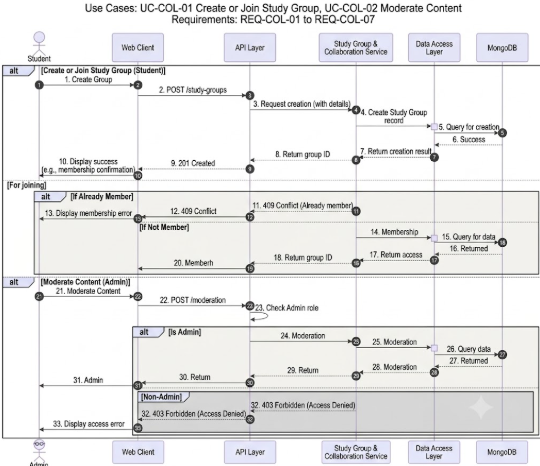 Use Cases: UC-COL-01 Create or Join Study Group, UC-COL-02 Moderate Content
Requirements: REQ-COL-01 to REQ-COL-07
Student
Web Client
API Layer
Study Group &
Collaboration Service
Data Access
Layer
MongoDB
alt [Create or Join Study Group (Student)]
1. Create Group
2. POST /study-groups
3. Request creation (with details)
4. Create Study Group
record
5. Query for creation
6. Success
7. Return creation result
8. Return group ID
9. 201 Created
10. Display success
(e.g., membership confirmation)
[For joining]
alt [If Already Member]
11. 409 Conflict (Already member)
12. 409 Conflict
13. Display membership error
[If Not Member]
14. Membership
15. Query for data
16. Returned
17. Return access
18. Return group ID
20. Memberh
alt [Moderate Content (Admin)]
21. Moderate Content
22. POST /moderation
23. Check Admin role
alt [Is Admin]
24. Moderation
25. Moderation
26. Query data
27. Returned
28. Moderation
29. Return
30. Return
31. Admin
[Non-Admin]
32. 403 Forbidden (Access Denied)
32. 403 Forbidden (Access Denied)
33. Display access error
Admin
Web Client
API Layer
Study Group &
Collaboration Service
Data Access
Layer
MongoDB